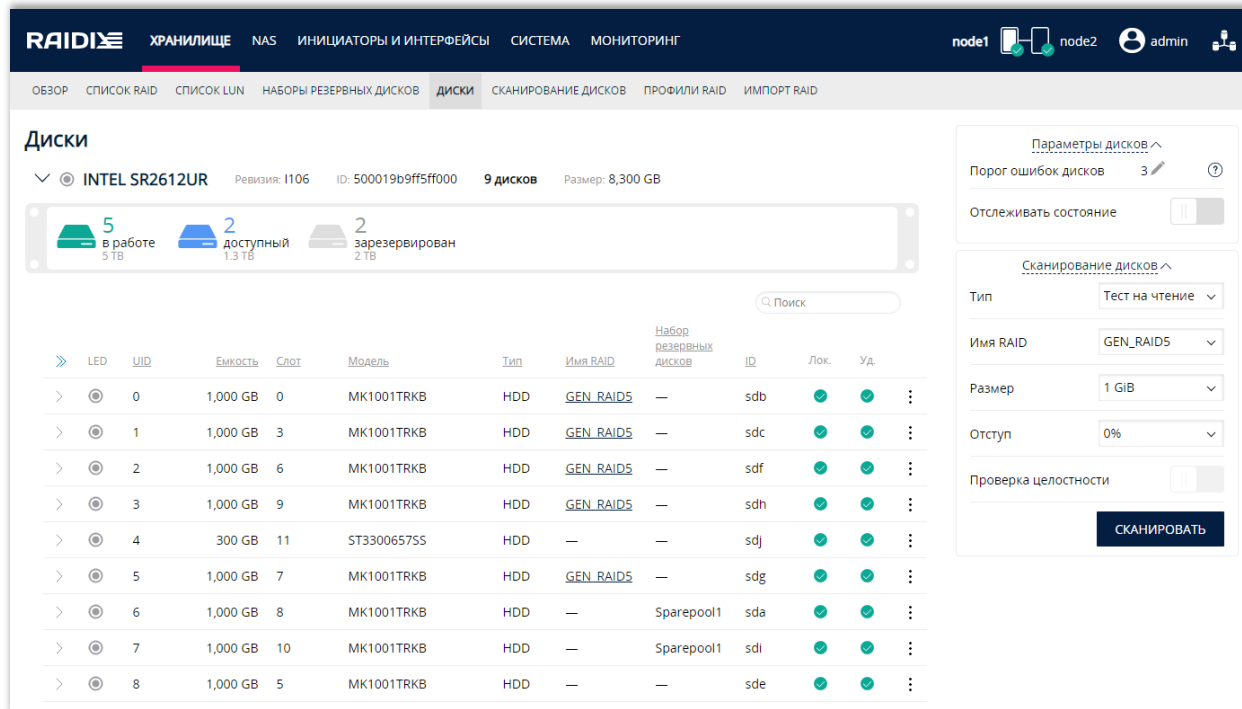 RAIDIX ХРАНИЛИЩЕ NAS ИНИЦИАТОРЫ И ИНТЕРФЕЙСЫ СИСТЕМА МОНИТОРИНГ node1 node2 admin
ОБЗОР СПИСОК RAID СПИСОК LUN НАБОРЫ РЕЗЕРВНЫХ ДИСКОВ ДИСКИ СКАНИРОВАНИЕ ДИСКОВ ПРОФИЛИ RAID ИМПОРТ RAID
Диски
INTEL SR2612UR Ревизия: I106 ID: 500019b9ff5ff000 9 дисков Размер: 8,300 GB
5 в работе 5 TB
2 доступный 1.3 TB
2 зарезервирован 2 TB
Поиск
LED UID Емкость Слот Модель Тип Имя RAID Набор резервных дисков ID Лок. Уд.
0 1,000 GB 0 MK1001TRKB HDD GEN_RAID5 — sdb
1 1,000 GB 3 MK1001TRKB HDD GEN_RAID5 — sdc
2 1,000 GB 6 MK1001TRKB HDD GEN_RAID5 — sdf
3 1,000 GB 9 MK1001TRKB HDD GEN_RAID5 — sdh
4 300 GB 11 ST3300657SS HDD — — sdj
5 1,000 GB 7 MK1001TRKB HDD GEN_RAID5 — sdg
6 1,000 GB 8 MK1001TRKB HDD — Sparepool1 sda
7 1,000 GB 10 MK1001TRKB HDD — Sparepool1 sdi
8 1,000 GB 5 MK1001TRKB HDD — — sde
Параметры дисков
Порог ошибок дисков 3 ?
Отслеживать состояние
Сканирование дисков
Тип Тест на чтение
Имя RAID GEN_RAID5
Размер 1 GiB
Отступ 0%
Проверка целостности
СКАНИРОВАТЬ